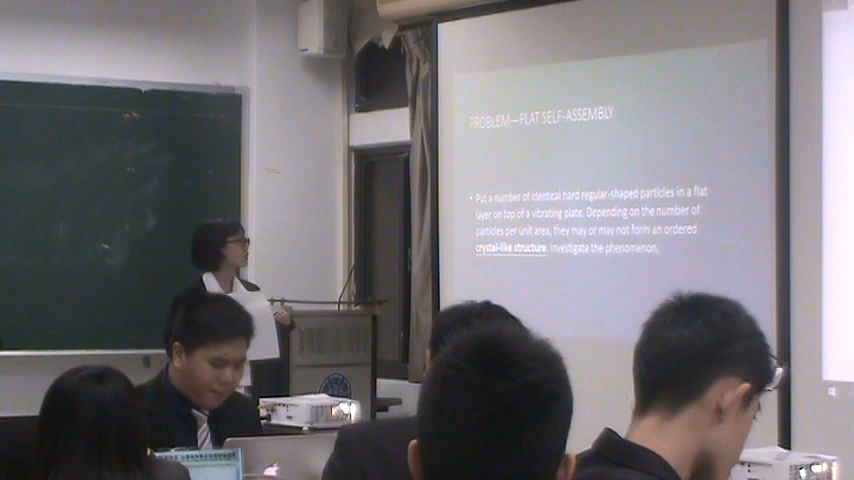 PROBLEM—FLAT SELF-ASSEMBLY
• Put a number of identical hard regular-shaped particles in a flat
layer on top of a vibrating plate. Depending on the number of
particles per unit area, they may or may not form an ordered
crystal-like structure. Investigate the phenomenon.